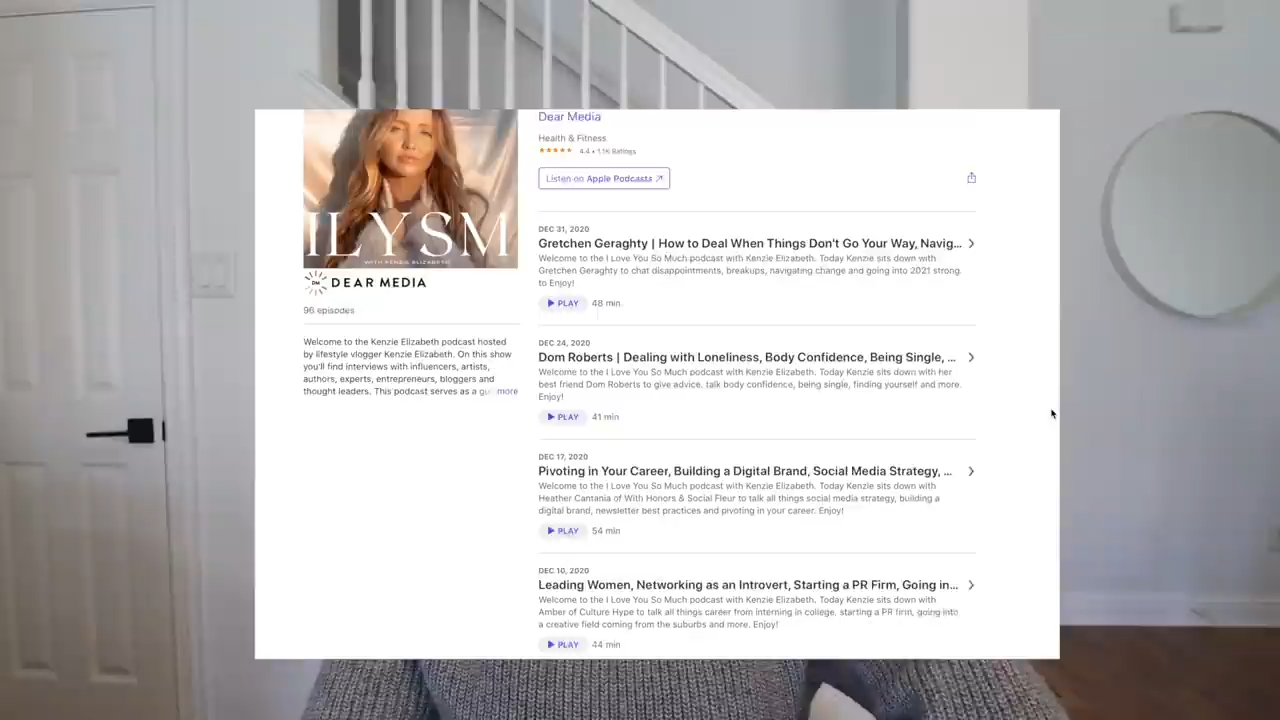 ILYSM
WITH KENZIE ELIZABETH
DM
DEAR MEDIA
96 episodes
Welcome to the Kenzie Elizabeth podcast hosted
by lifestyle vlogger Kenzie Elizabeth. On this show
you'll find interviews with influencers, artists,
authors, experts, entrepreneurs, bloggers and
thought leaders. This podcast serves as a gu more
Dear Media
Health & Fitness
★★★★★ 4.4 • 1.1K Ratings
Listen on Apple Podcasts ↗
DEC 31, 2020
Gretchen Geraghty | How to Deal When Things Don't Go Your Way, Navig...
Welcome to the I Love You So Much podcast with Kenzie Elizabeth. Today Kenzie sits down with
Gretchen Geraghty to chat disappointments, breakups, navigating change and going into 2021 strong.
to Enjoy!
PLAY 48 min
DEC 24, 2020
Dom Roberts | Dealing with Loneliness, Body Confidence, Being Single, ...
Welcome to the I Love You So Much podcast with Kenzie Elizabeth. Today Kenzie sits down with her
best friend Dom Roberts to give advice, talk body confidence, being single, finding yourself and more.
Enjoy!
PLAY 41 min
DEC 17, 2020
Pivoting in Your Career, Building a Digital Brand, Social Media Strategy, ...
Welcome to the I Love You So Much podcast with Kenzie Elizabeth. Today Kenzie sits down with
Heather Cantania of With Honors & Social Fleur to talk all things social media strategy, building a
digital brand, newsletter best practices and pivoting in your career. Enjoy!
PLAY 54 min
DEC 10, 2020
Leading Women, Networking as an Introvert, Starting a PR Firm, Going in...
Welcome to the I Love You So Much podcast with Kenzie Elizabeth. Today Kenzie sits down with
Amber of Culture Hype to talk all things career from interning in college, starting a PR firm, going into
a creative field coming from the suburbs and more. Enjoy!
PLAY 44 min